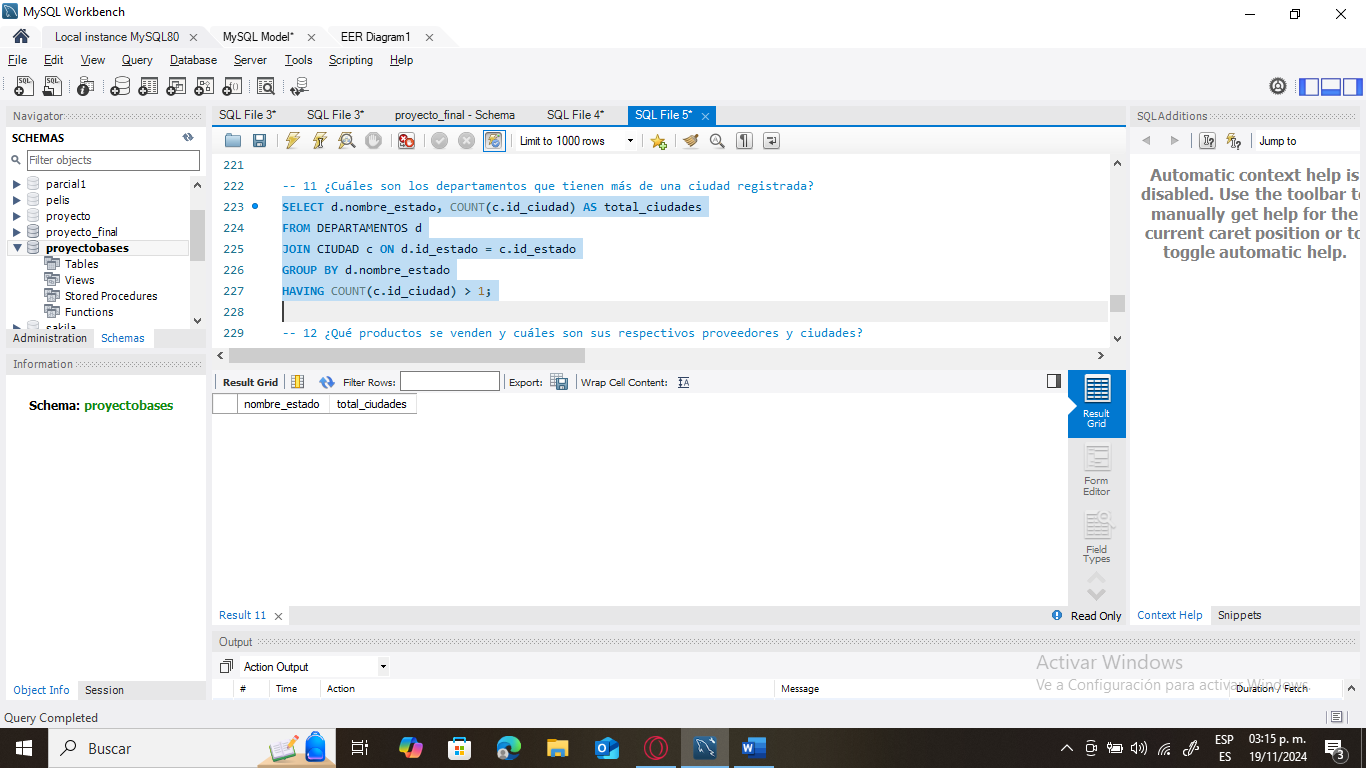 MySQL Workbench
Local instance MySQL80 MySQL Model* EER Diagram1
File Edit View Query Database Server Tools Scripting Help
Navigator
SCHEMAS
Filter objects
parcial1
pelis
proyecto
proyecto_final
proyectobases
Tables
Views
Stored Procedures
Functions
sakila
Administration Schemas
Information
Schema: proyectobases
Object Info Session
SQL File 3* SQL File 3* proyecto_final - Schema SQL File 4* SQL File 5*
Limit to 1000 rows
221
222 -- 11 ¿Cuáles son los departamentos que tienen más de una ciudad registrada?
223 SELECT d.nombre_estado, COUNT(c.id_ciudad) AS total_ciudades
224 FROM DEPARTAMENTOS d
225 JOIN CIUDAD c ON d.id_estado = c.id_estado
226 GROUP BY d.nombre_estado
227 HAVING COUNT(c.id_ciudad) > 1;
228
229 -- 12 ¿Qué productos se venden y cuáles son sus respectivos proveedores y ciudades?
Result Grid Filter Rows: Export: Wrap Cell Content:
nombre_estado total_ciudades
Result Grid
Form Editor
Field Types
Result 11 Read Only
Output
Action Output
# Time Action Message Duration / Fetch
SQLAdditions
Jump to
Automatic context help is
disabled. Use the toolbar t
manually get help for the
current caret position or to
toggle automatic help.
Context Help Snippets
Activar Windows
Ve a Configuración para activar Windows.
Query Completed
Buscar
ESP
ES
03:15 p. m.
19/11/2024
3